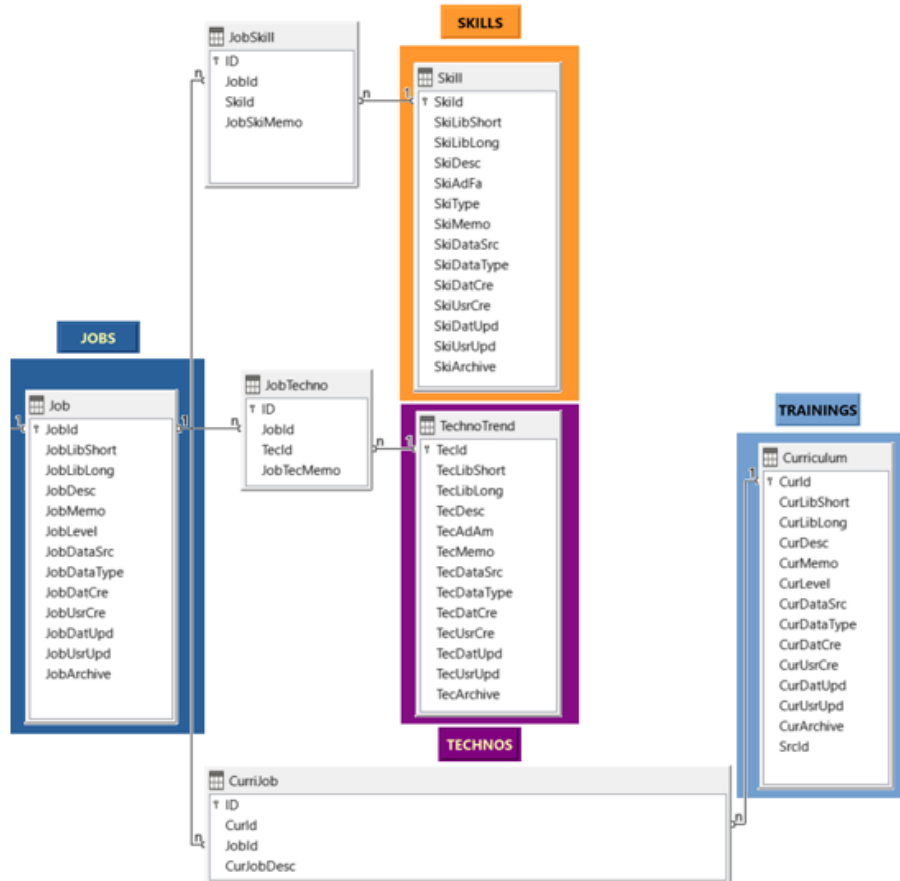 SKILLS
JobSkill
ID
JobId
SkiId
JobSkiMemo
n
n
1
Skill
SkiId
SkiLibShort
SkiLibLong
SkiDesc
SkiAdFa
SkiType
SkiMemo
SkiDataSrc
SkiDataType
SkiDatCre
SkiUsrCre
SkiDatUpd
SkiUsrUpd
SkiArchive
JOBS
Job
1
1
JobId
JobLibShort
JobLibLong
JobDesc
JobMemo
JobLevel
JobDataSrc
JobDataType
JobDatCre
JobUsrCre
JobDatUpd
JobUsrUpd
JobArchive
JobTechno
n
ID
JobId
TecId
JobTecMemo
n
1
TechnoTrend
TecId
TecLibShort
TecLibLong
TecDesc
TecAdAm
TecMemo
TecDataSrc
TecDataType
TecDatCre
TecUsrCre
TecDatUpd
TecUsrUpd
TecArchive
TECHNOS
TRAININGS
Curriculum
1
CurId
CurLibShort
CurLibLong
CurDesc
CurMemo
CurLevel
CurDataSrc
CurDataType
CurDatCre
CurUsrCre
CurDatUpd
CurUsrUpd
CurArchive
SrcId
CurriJob
ID
CurId
JobId
CurJobDesc
n
n